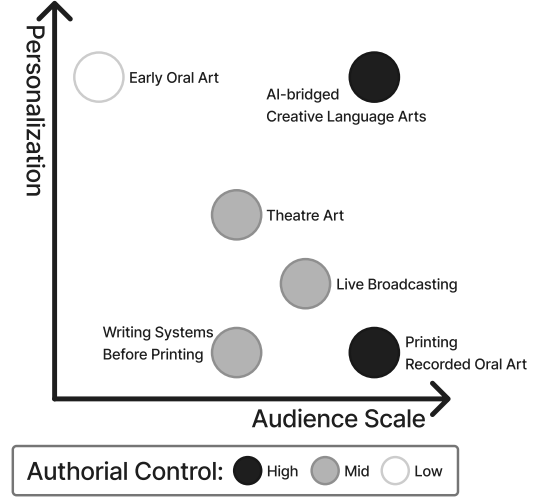 Personalization
Early Oral Art
AI-bridged
Creative Language Arts
Theatre Art
Live Broadcasting
Writing Systems
Before Printing
Printing
Recorded Oral Art
Audience Scale
Authorial Control: High Mid Low